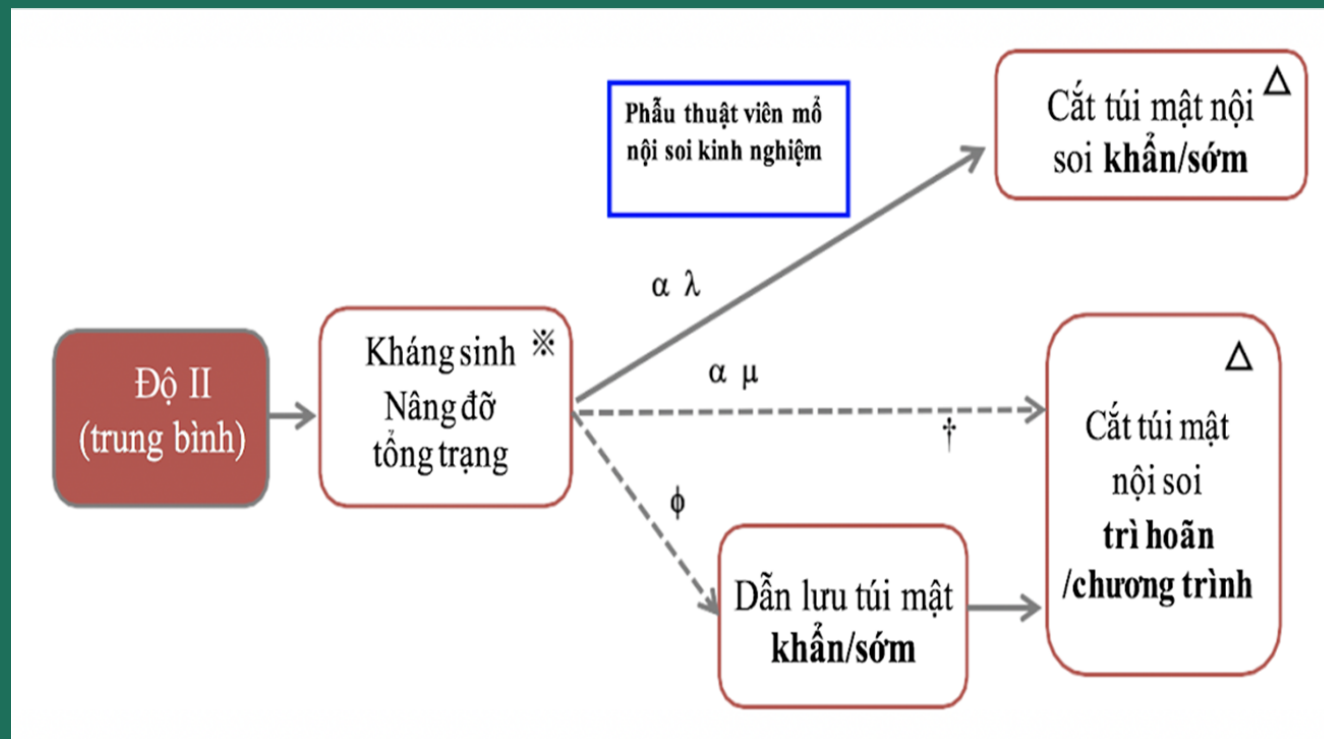 Độ II
(trung bình)
Kháng sinh ※
Nâng đỡ
tổng trạng
Phẫu thuật viên mổ
nội soi kinh nghiệm
α λ
α μ
†
ϕ
Cắt túi mật nội △
soi khẩn/sớm
△
Cắt túi mật
nội soi
trì hoãn
/chương trình
Dẫn lưu túi mật
khẩn/sớm